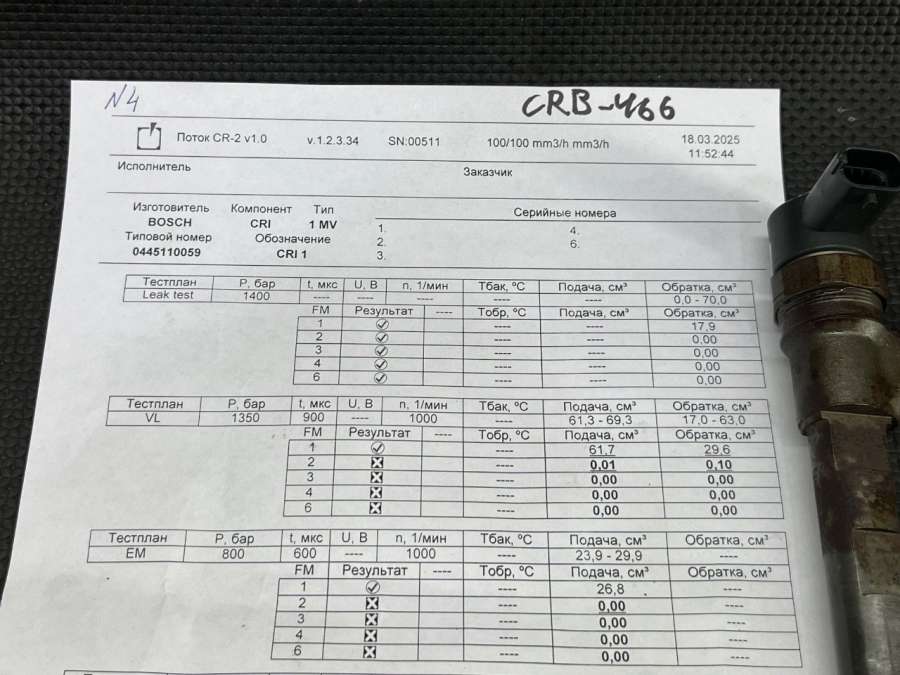 N4
CRB-466
Поток CR-2 v1.0 v.1.2.3.34 SN:00511 100/100 mm3/h mm3/h 18.03.2025
11:52:44
Исполнитель Заказчик
Изготовитель Компонент Тип Серийные номера
BOSCH CRI 1 MV 1. 4.
Типовой номер Обозначение 2. 6.
0445110059 CRI 1 3.
Тестплан P, бар t, мкс U, В n, 1/мин Тбак, ºС Подача, см³ Обратка, см³
Leak test 1400 ---- ---- ---- ---- ---- 0,0 - 70,0
FM Результат ---- Тобр, ºС Подача, см³ Обратка, см³
1 ---- ---- 17,9
2 ---- ---- 0,00
3 ---- ---- 0,00
4 ---- ---- 0,00
6 ---- ---- 0,00
Тестплан P, бар t, мкс U, В n, 1/мин Тбак, ºС Подача, см³ Обратка, см³
VL 1350 900 ---- 1000 ---- 61,3 - 69,3 17,0 - 63,0
FM Результат ---- Тобр, ºС Подача, см³ Обратка, см³
1 ---- 61,7 29,6
2 ---- 0,01 0,10
3 ---- 0,00 0,00
4 ---- 0,00 0,00
6 ---- 0,00 0,00
Тестплан P, бар t, мкс U, В n, 1/мин Тбак, ºС Подача, см³ Обратка, см³
EM 800 600 ---- 1000 ---- 23,9 - 29,9 ----
FM Результат ---- Тобр, ºС Подача, см³ Обратка, см³
1 ---- 26,8 ----
2 ---- 0,00 ----
3 ---- 0,00 ----
4 ---- 0,00 ----
6 ---- 0,00 ----